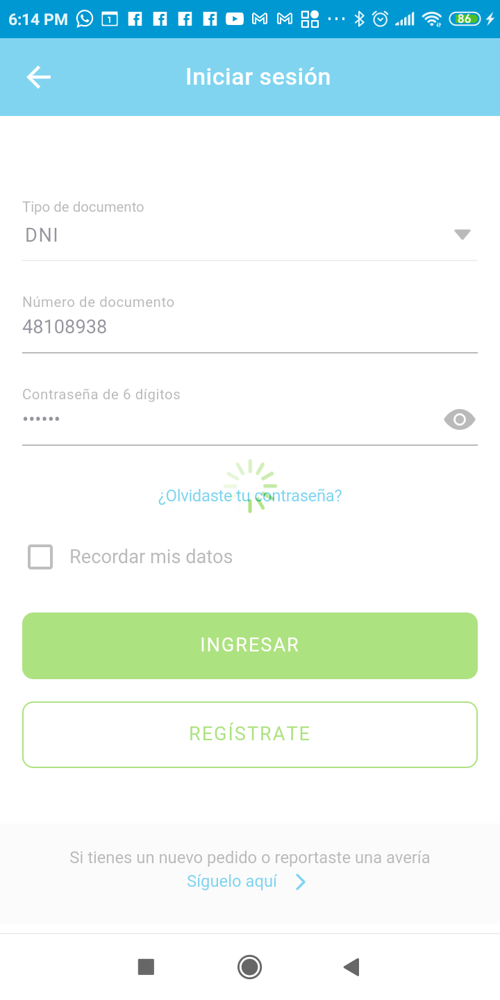 6:14 PM 1 86
Iniciar sesión
Tipo de documento
DNI
Número de documento
48108938
Contraseña de 6 dígitos
••••••
¿Olvidaste tu contraseña?
Recordar mis datos
INGRESAR
REGÍSTRATE
Si tienes un nuevo pedido o reportaste una avería
Síguelo aquí